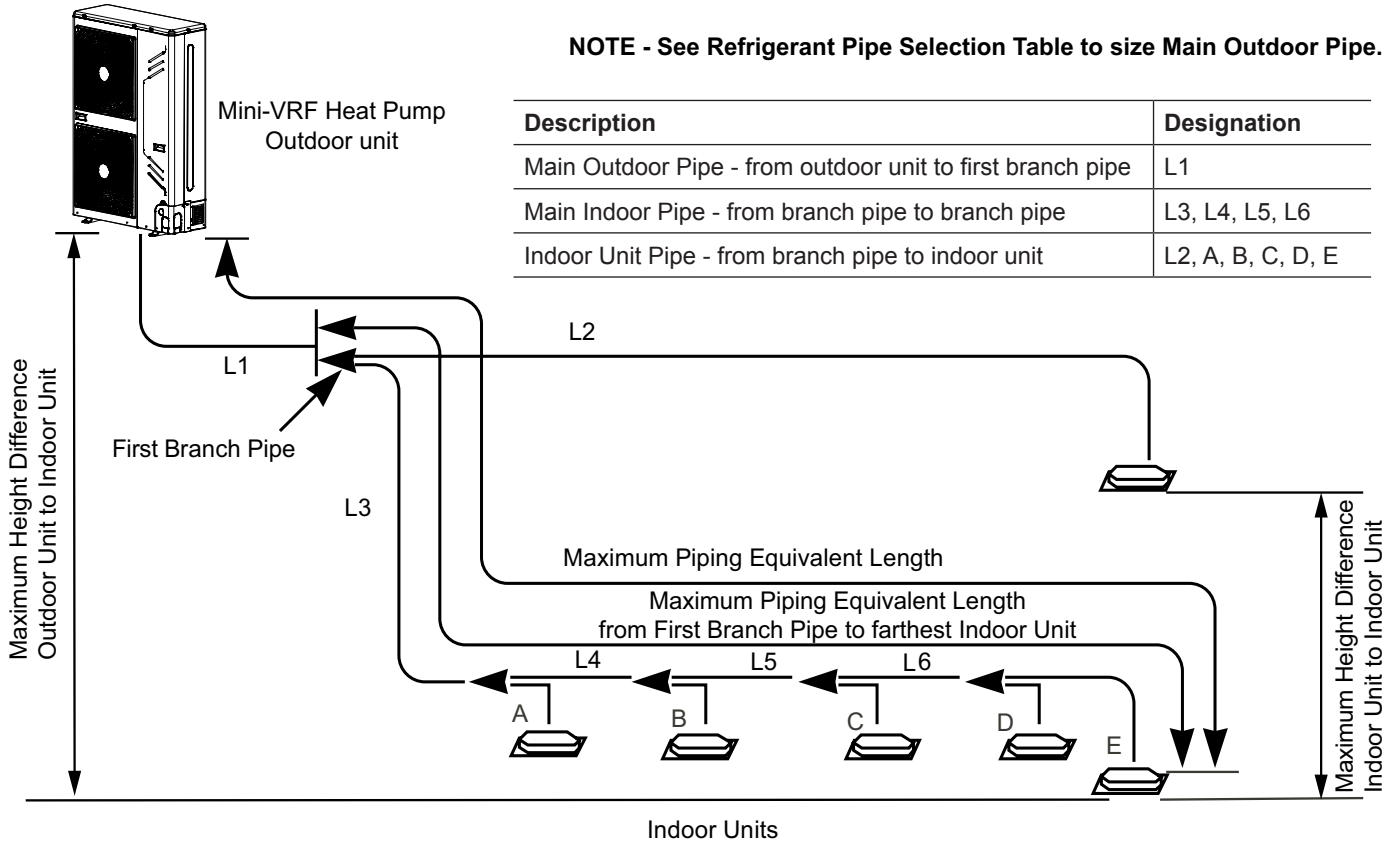 NOTE - See Refrigerant Pipe Selection Table to size Main Outdoor Pipe.
Mini-VRF Heat Pump
Outdoor unit
Description Designation
Main Outdoor Pipe - from outdoor unit to first branch pipe L1
Main Indoor Pipe - from branch pipe to branch pipe L3, L4, L5, L6
Indoor Unit Pipe - from branch pipe to indoor unit L2, A, B, C, D, E
L2
L1
First Branch Pipe
Maximum Height Difference
Outdoor Unit to Indoor Unit
L3
Maximum Piping Equivalent Length
Maximum Piping Equivalent Length
from First Branch Pipe to farthest Indoor Unit
L4 L5 L6
A B C D E
Maximum Height Difference
Indoor Unit to Indoor Unit
Indoor Units